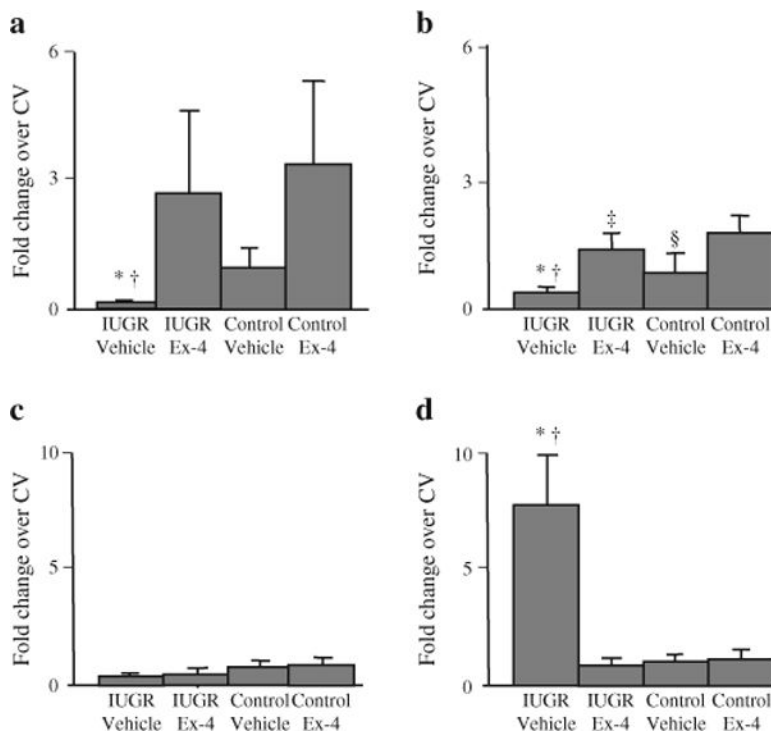 a
Fold change over CV
6
3
0
* †
IUGR Vehicle
IUGR Ex-4
Control Vehicle
Control Ex-4
b
Fold change over CV
6
3
0
* †
‡
§
IUGR Vehicle
IUGR Ex-4
Control Vehicle
Control Ex-4
c
Fold change over CV
10
5
0
IUGR Vehicle
IUGR Ex-4
Control Vehicle
Control Ex-4
d
Fold change over CV
10
5
0
* †
IUGR Vehicle
IUGR Ex-4
Control Vehicle
Control Ex-4